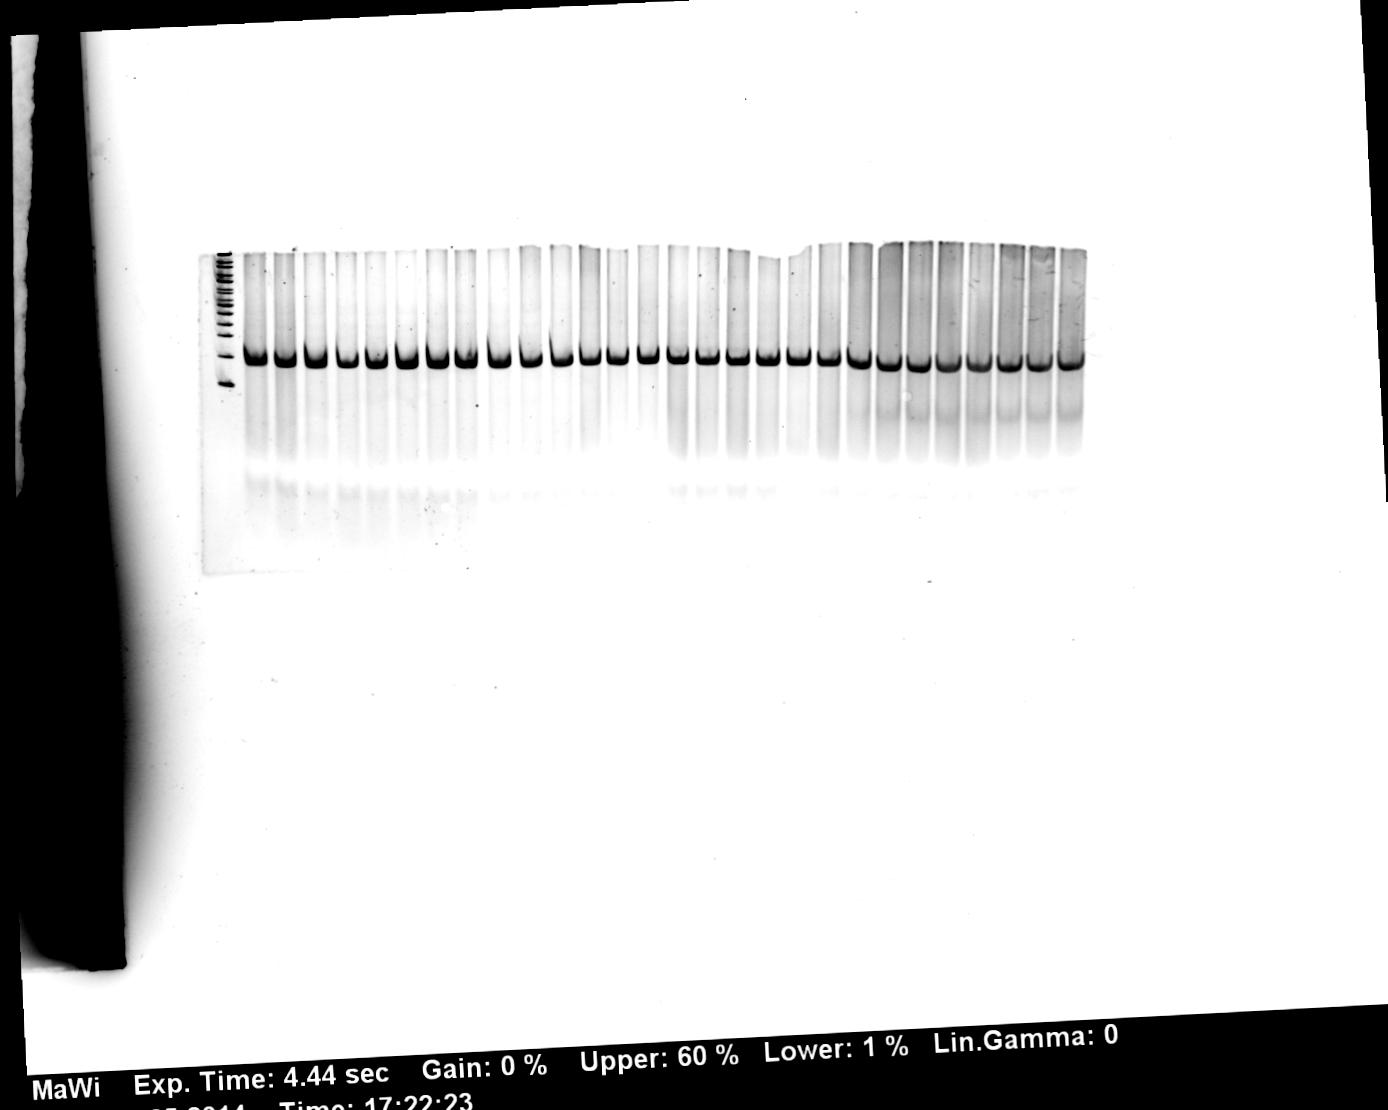 MaWi Exp. Time: 4.44 sec Gain: 0 % Upper: 60 % Lower: 1 % Lin.Gamma: 0
Time: 17:22:23